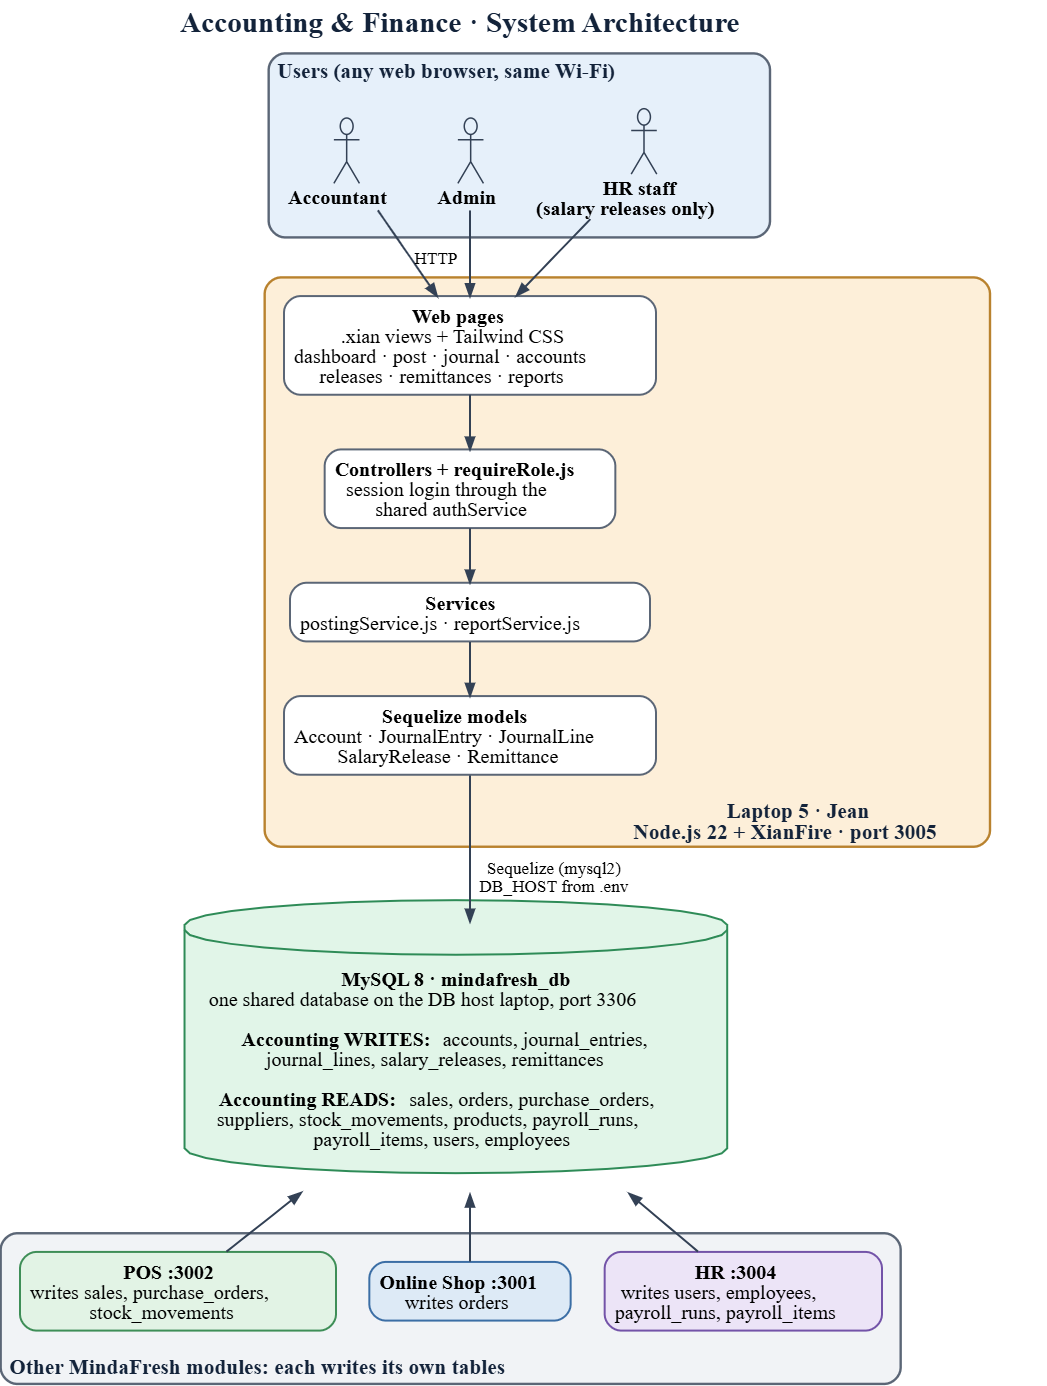 Accounting & Finance · System Architecture
Users (any web browser, same Wi-Fi)
Accountant
Admin
HR staff
(salary releases only)
HTTP
Web pages
.xian views + Tailwind CSS
dashboard · post · journal · accounts
releases · remittances · reports
Controllers + requireRole.js
session login through the
shared authService
Services
postingService.js · reportService.js
Sequelize models
Account · JournalEntry · JournalLine
SalaryRelease · Remittance
Laptop 5 · Jean
Node.js 22 + XianFire · port 3005
Sequelize (mysql2)
DB_HOST from .env
MySQL 8 · mindafresh_db
one shared database on the DB host laptop, port 3306
Accounting WRITES: accounts, journal_entries,
journal_lines, salary_releases, remittances
Accounting READS: sales, orders, purchase_orders,
suppliers, stock_movements, products, payroll_runs,
payroll_items, users, employees
POS :3002
writes sales, purchase_orders,
stock_movements
Online Shop :3001
writes orders
HR :3004
writes users, employees,
payroll_runs, payroll_items
Other MindaFresh modules: each writes its own tables